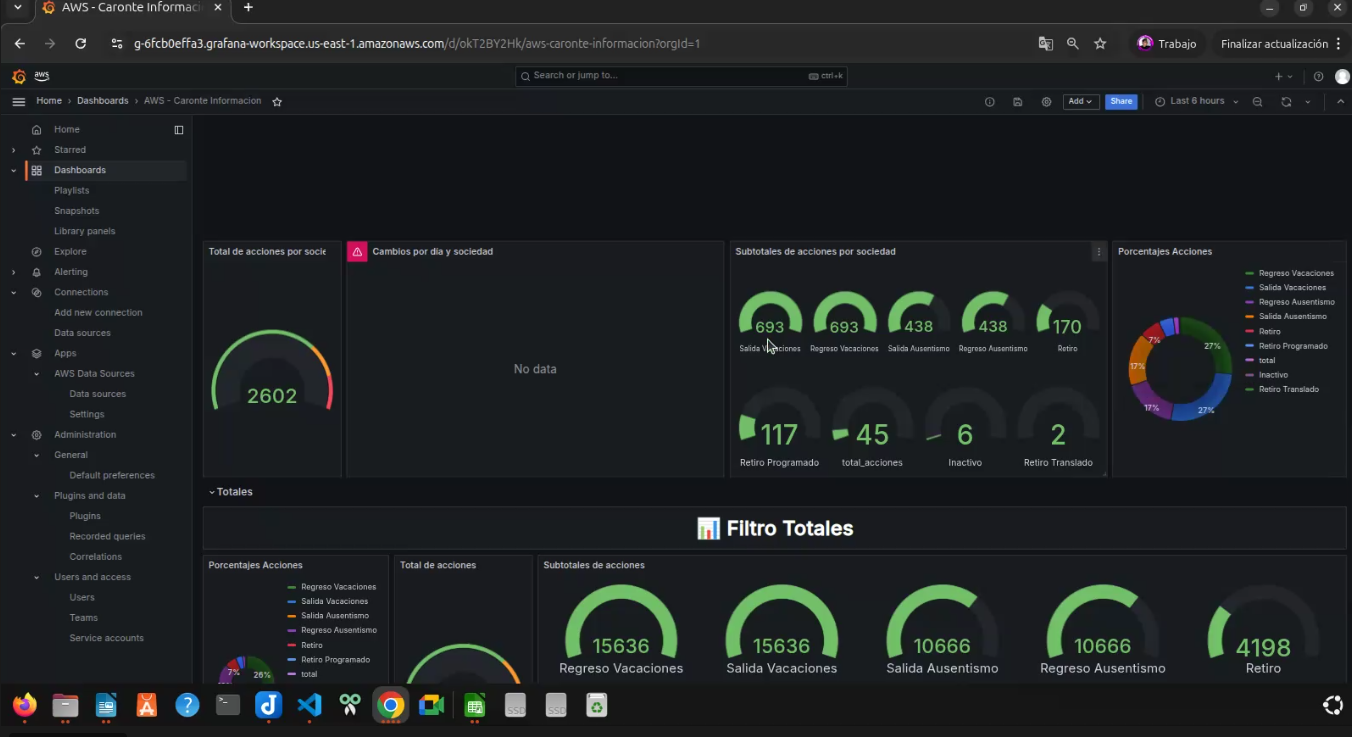 AWS - Caronte Informaci
g-6fcb0effa3.grafana-workspace.us-east-1.amazonaws.com/d/okT2BY2Hk/aws-caronte-informacion?orgId=1
Trabajo
Finalizar actualización
aws
Search or jump to...
ctrl+k
Home › Dashboards › AWS - Caronte Informacion
Add
Share
Last 6 hours
Home
Starred
Dashboards
Playlists
Snapshots
Library panels
Explore
Alerting
Connections
Add new connection
Data sources
Apps
AWS Data Sources
Data sources
Settings
Administration
General
Default preferences
Plugins and data
Plugins
Recorded queries
Correlations
Users and access
Users
Teams
Service accounts
Total de acciones por socie
2602
Cambios por dia y sociedad
No data
Subtotales de acciones por sociedad
693 693 438 438 170
Salida Vaciones Regreso Vacaciones Salida Ausentismo Regreso Ausentismo Retiro
117 45 6 2
Retiro Programado total_acciones Inactivo Retiro Translado
Porcentajes Acciones
27%
27%
17%
17%
7%
Regreso Vacaciones
Salida Vacaciones
Regreso Ausentismo
Salida Ausentismo
Retiro
Retiro Programado
total
Inactivo
Retiro Translado
Totales
Filtro Totales
Porcentajes Acciones
7% 26%
Regreso Vacaciones
Salida Vacaciones
Salida Ausentismo
Regreso Ausentismo
Retiro
Retiro Programado
total
Total de acciones
Subtotales de acciones
15636 15636 10666 10666 4198
Regreso Vacaciones Salida Vacaciones Salida Ausentismo Regreso Ausentismo Retiro
SSD
SSD